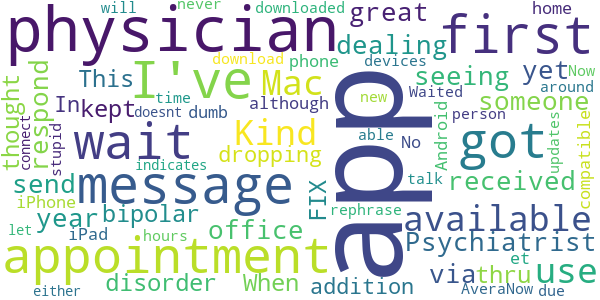 will
never
downloaded
home
physician
great
first
dealing
download
phone
devices
This
I've
Mac
seeing
yet
Now
In
kept
time
although
Waited
around
thought
respond
doesnt
dumb
new
someone
connect
stupid
wait
Kind
app
able
No
Android
person
got
updates
compatible
indicates
dropping
talk
send
message
FIX
received
iPhone
year
bipolar
rephrase
available
let
iPad
hours
office
Psychiatrist
appointment
via
thru
et
use
either
disorder
When
addition
AveraNow
due